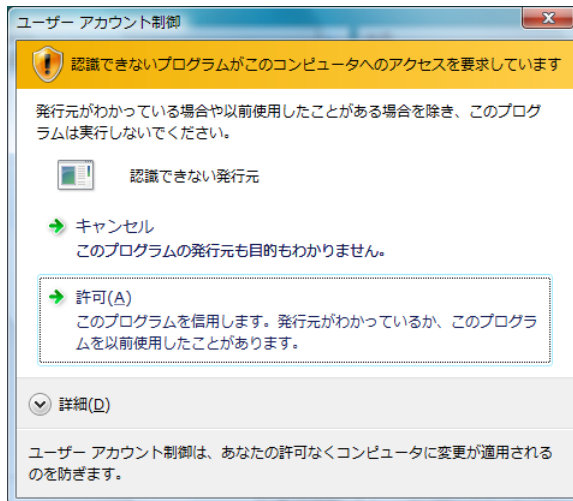 ユーザー アカウント制御
認識できないプログラムがこのコンピュータへのアクセスを要求しています
発行元がわかっている場合や以前使用したことがある場合を除き、このプログ
ラムは実行しないでください。
認識できない発行元
キャンセル
このプログラムの発行元も目的もわかりません。
許可(A)
このプログラムを信用します。発行元がわかっているか、このプログラ
ムを以前使用したことがあります。
詳細(D)
ユーザー アカウント制御は、あなたの許可なくコンピュータに変更が適用される
のを防ぎます。